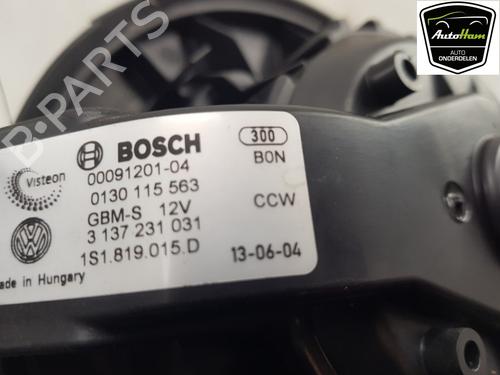 AutoHam
AUTO
ONDERDELEN
B-PARTS
Visteon
BOSCH
300
00091201-04
B0N
0130 115 563
GBM-S 12V
CCW
3 137 231 031
1S1.819.015.D
13-06-04
ade in Hungary